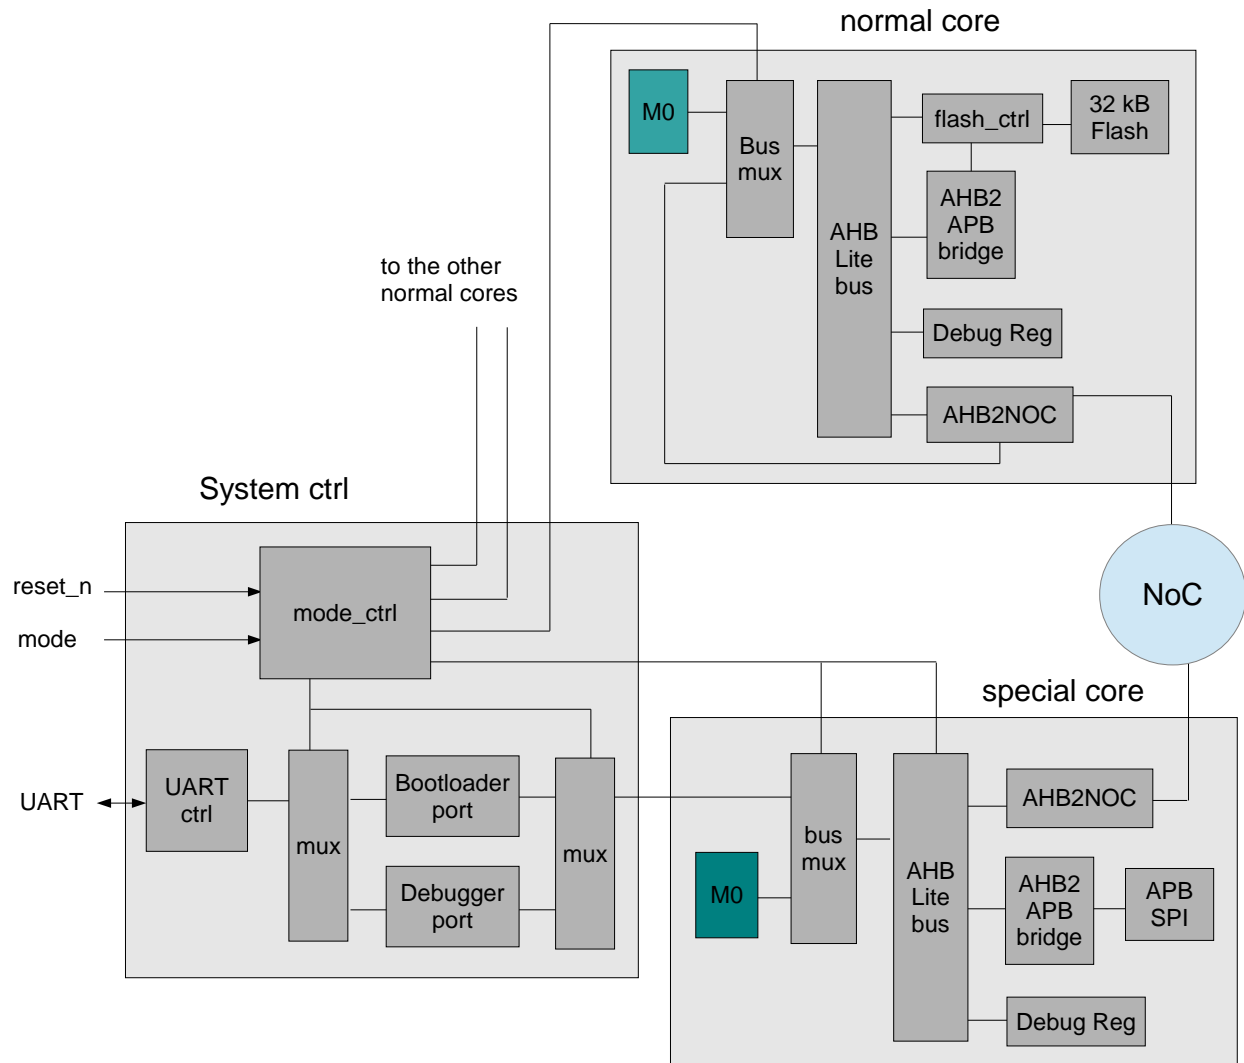 normal core
M0
Bus
mux
AHB
Lite
bus
flash_ctrl
32 kB
Flash
AHB2
APB
bridge
Debug Reg
AHB2NOC
to the other
normal cores
System ctrl
reset_n
mode
mode_ctrl
NoC
UART
UART
ctrl
mux
Bootloader
port
Debugger
port
mux
special core
M0
bus
mux
AHB
Lite
bus
AHB2NOC
AHB2
APB
bridge
APB
SPI
Debug Reg